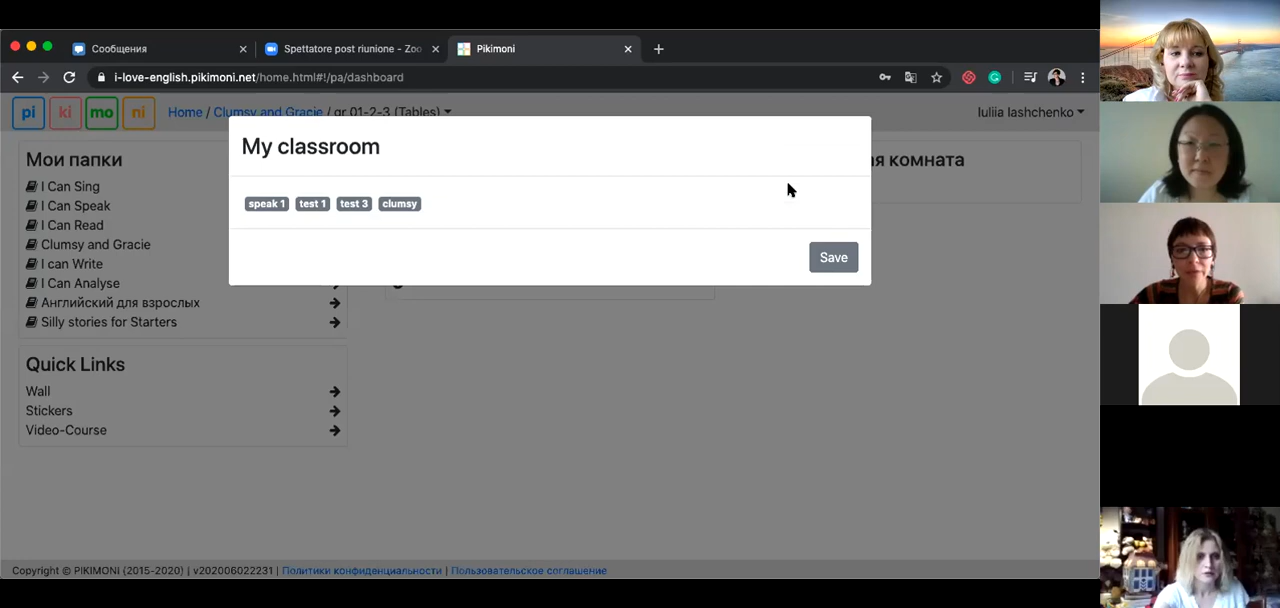 Сообщения
Spettatore post riunione - Zoo
Pikimoni
i-love-english.pikimoni.net/home.html#!/pa/dashboard
pi ki mo ni
Home / Clumsy and Gracie / gr 01-2-3 (Tables)
Iuliia Iashchenko
My classroom
speak 1 test 1 test 3 clumsy
Save
Мои папки
I Can Sing
I Can Speak
I Can Read
Clumsy and Gracie
I can Write
I Can Analyse
Английский для взрослых
Silly stories for Starters
Quick Links
Wall
Stickers
Video-Course
ая комната
Copyright © PIKIMONI (2015-2020) | v202006022231 | Политики конфиденциальности | Пользовательское соглашение